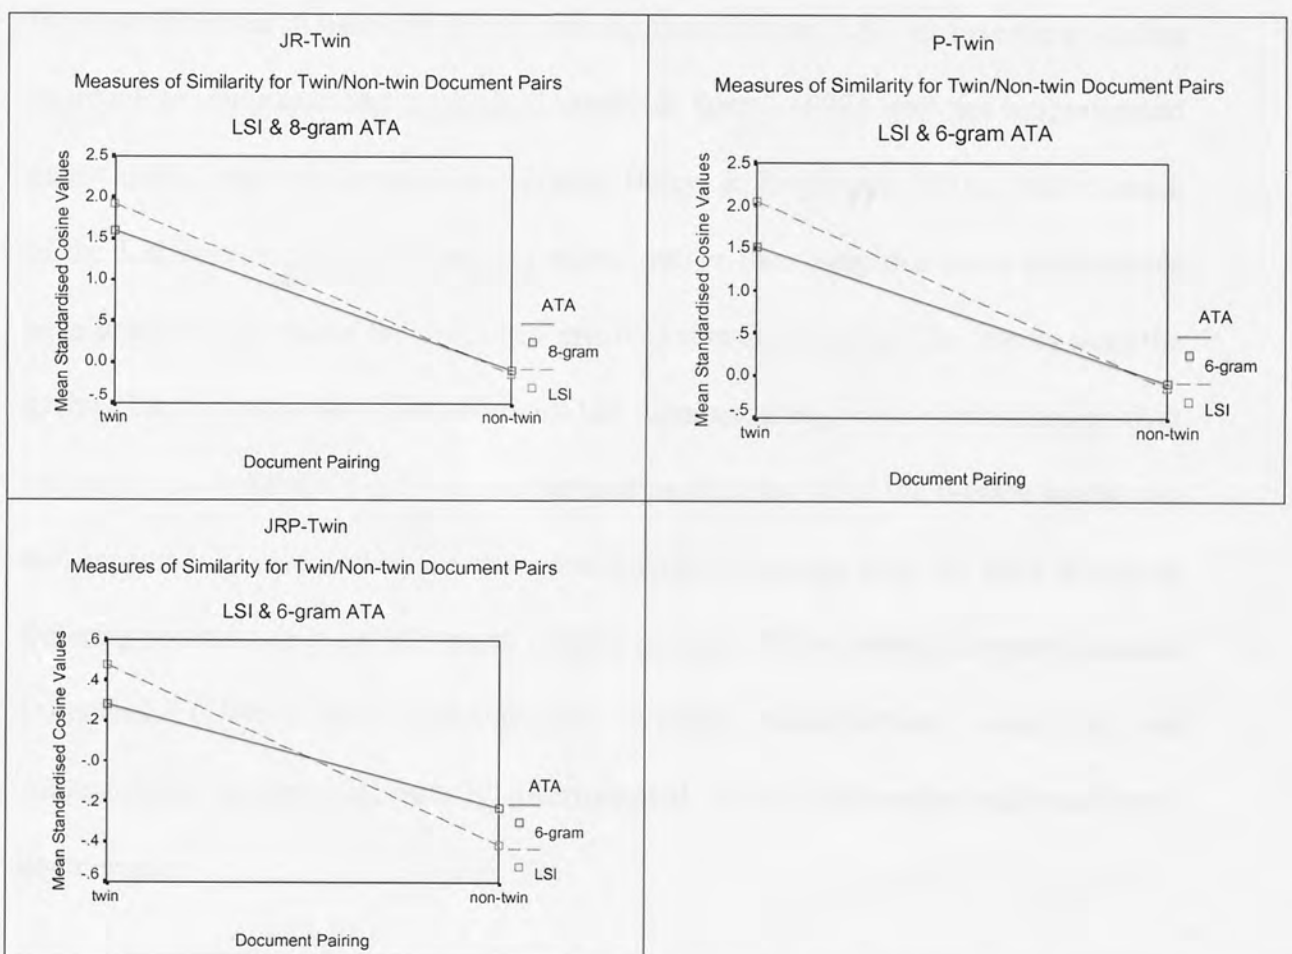 JR-Twin
Measures of Similarity for Twin/Non-twin Document Pairs
LSI & 8-gram ATA
Mean Standardised Cosine Values
2.5
2.0
1.5
1.0
.5
0.0
-.5
twin
non-twin
Document Pairing
ATA
8-gram
LSI
P-Twin
Measures of Similarity for Twin/Non-twin Document Pairs
LSI & 6-gram ATA
Mean Standardised Cosine Values
2.5
2.0
1.5
1.0
.5
0.0
-.5
twin
non-twin
Document Pairing
ATA
6-gram
LSI
JRP-Twin
Measures of Similarity for Twin/Non-twin Document Pairs
LSI & 6-gram ATA
Mean Standardised Cosine Values
.6
.4
.2
-.0
-.2
-.4
-.6
twin
non-twin
Document Pairing
ATA
6-gram
LSI